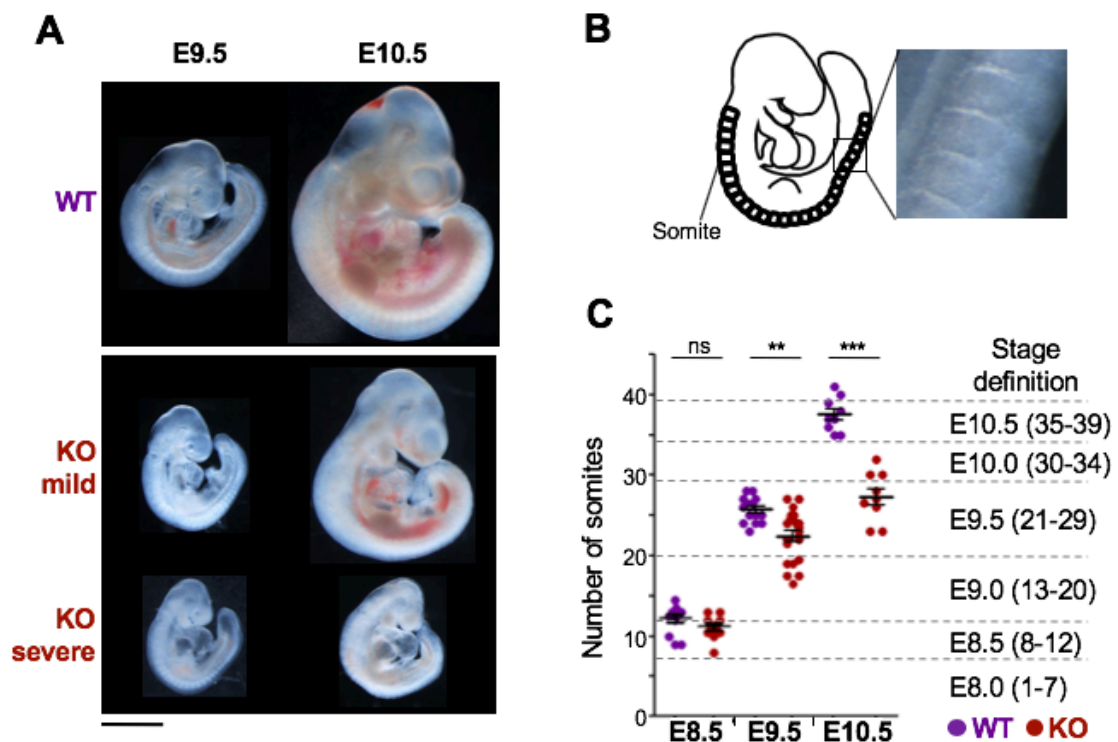 A
E9.5 E10.5
WT
KO
mild
KO
severe
B
Somite
C
ns ** ***
Number of somites
40
30
20
10
0
E8.5 E9.5 E10.5
Stage
definition
E10.5 (35-39)
E10.0 (30-34)
E9.5 (21-29)
E9.0 (13-20)
E8.5 (8-12)
E8.0 (1-7)
WT KO